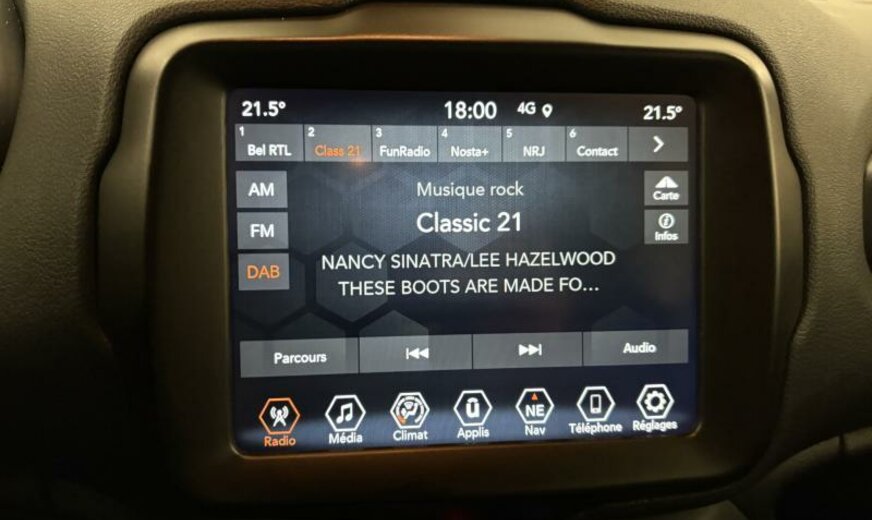 21.5°
18:00
4G
21.5°
1
Bel RTL
2
Class 21
3
FunRadio
4
Nosta+
5
NRJ
6
Contact
AM
Musique rock
Carte
FM
Classic 21
Infos
DAB
NANCY SINATRA/LEE HAZELWOOD
THESE BOOTS ARE MADE FO...
Parcours
Audio
Radio
Média
Climat
Ū
Applis
NE
Nav
Téléphone
Réglages